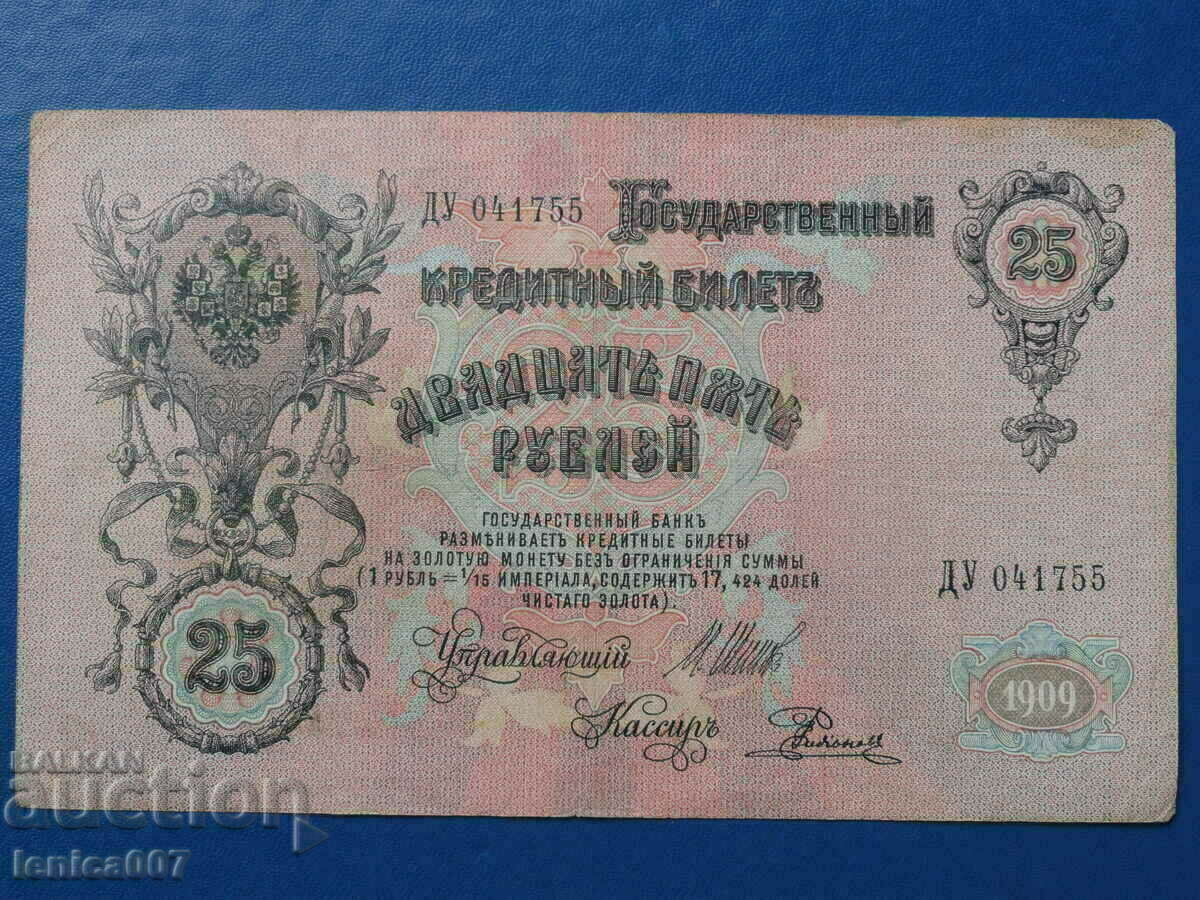 ДУ 041755 Государственный
25
Кредитный Билетъ
Двадцать Пять
Рублей
ГОСУДАРСТВЕННЫЙ БАНКЪ
РАЗМѢНИВАЕТЪ КРЕДИТНЫЕ БИЛЕТЫ
НА ЗОЛОТУЮ МОНЕТУ БЕЗЪ ОГРАНИЧЕНІЯ СУММЫ
(1 РУБЛЬ = 1/15 ИМПЕРІАЛА, СОДЕРЖИТЪ 17,424 ДОЛЕЙ
ЧИСТАГО ЗОЛОТА).
ДУ 041755
25
Управляющій
Кассиръ
1909
BALKAN
auction
lenica007